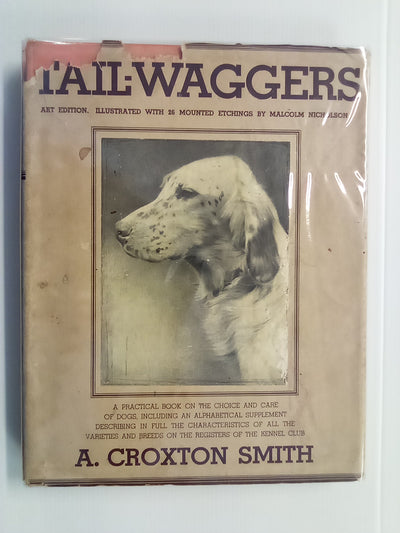 TAIL-WAGGERS
ART EDITION. ILLUSTRATED WITH 26 MOUNTED ETCHINGS BY MALCOLM NICHOLSON
A PRACTICAL BOOK ON THE CHOICE AND CARE
OF DOGS, INCLUDING AN ALPHABETICAL SUPPLEMENT
DESCRIBING IN FULL THE CHARACTERISTICS OF ALL THE
VARIETIES AND BREEDS ON THE REGISTERS OF THE KENNEL CLUB
A. CROXTON SMITH